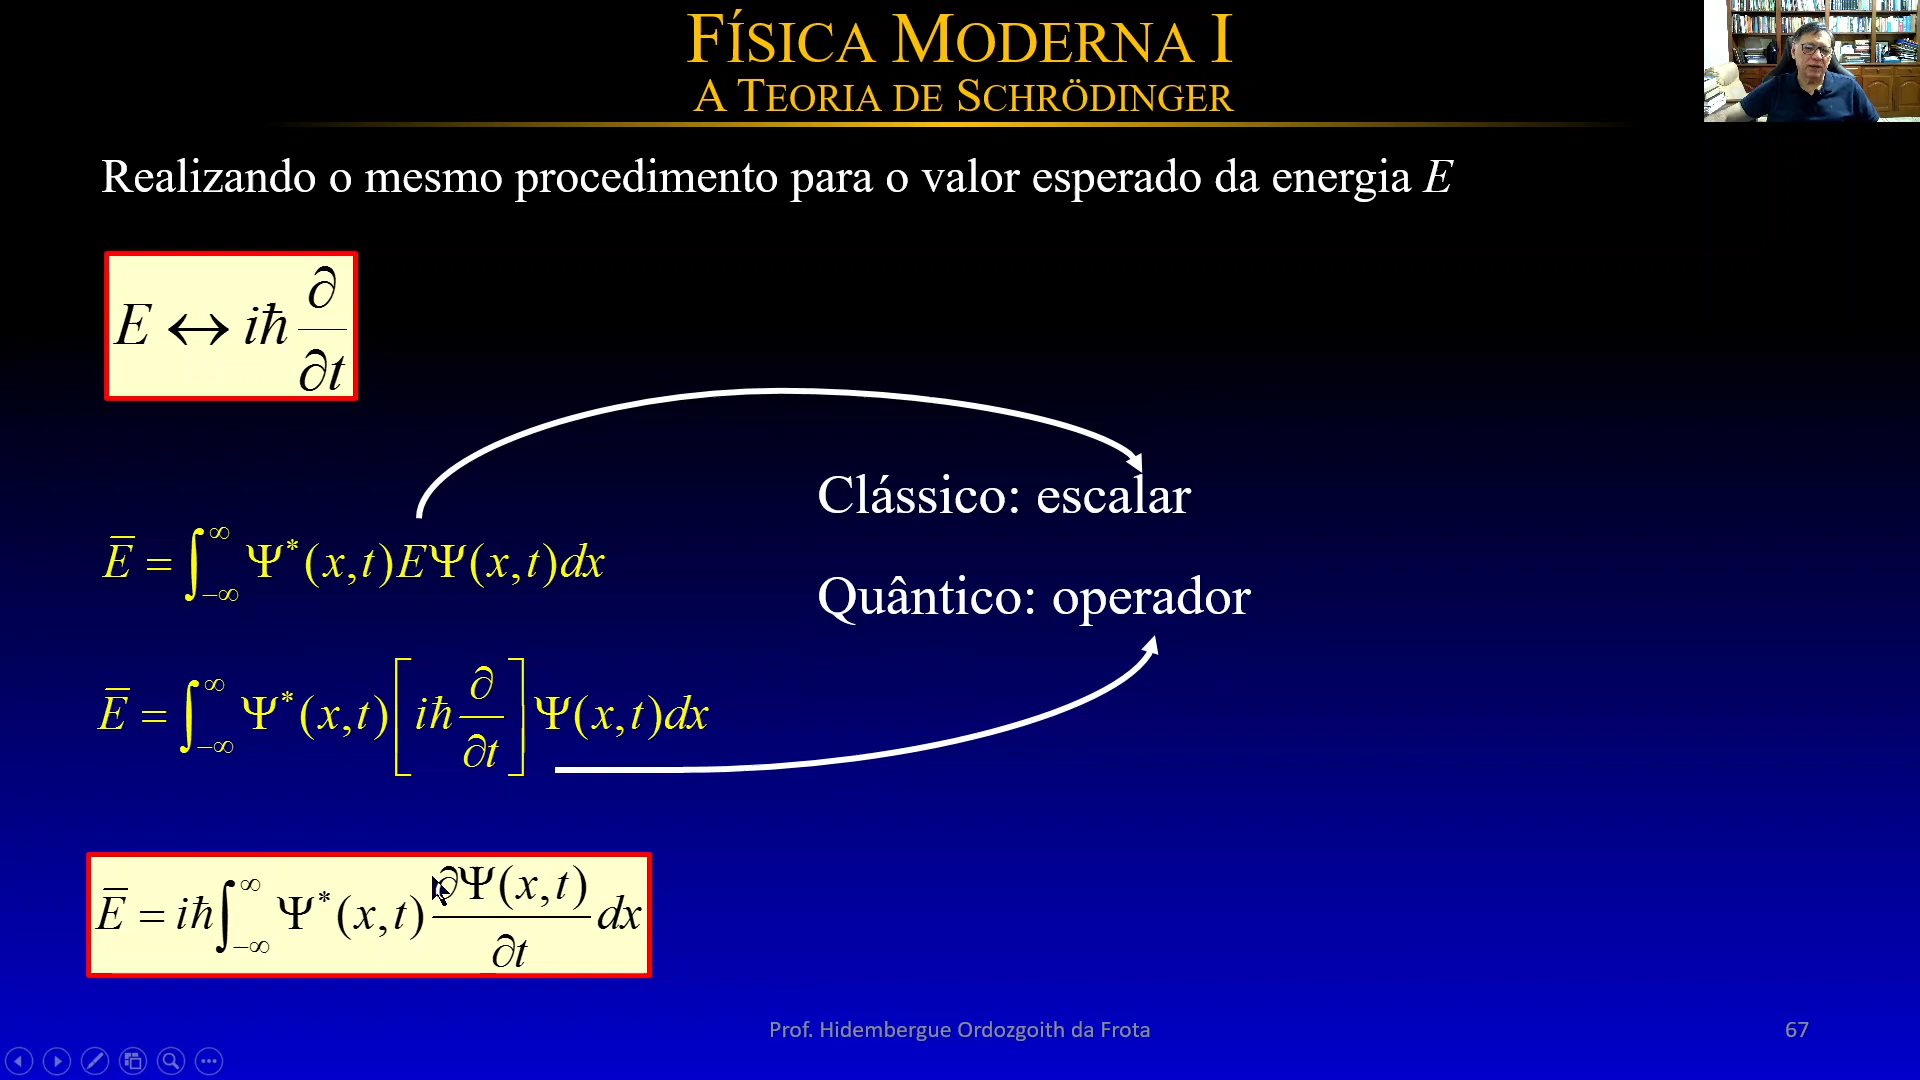 FÍSICA MODERNA I
A TEORIA DE SCHRÖDINGER
Realizando o mesmo procedimento para o valor esperado da energia E
E ↔ iħ ∂/∂t
Clássico: escalar
E̅ = ∫_{-∞}^{∞} Ψ*(x,t)EΨ(x,t)dx
Quântico: operador
E̅ = ∫_{-∞}^{∞} Ψ*(x,t)[iħ ∂/∂t]Ψ(x,t)dx
E̅ = iħ∫_{-∞}^{∞} Ψ*(x,t) ∂Ψ(x,t)/∂t dx
Prof. Hidembergue Ordozgoith da Frota
67